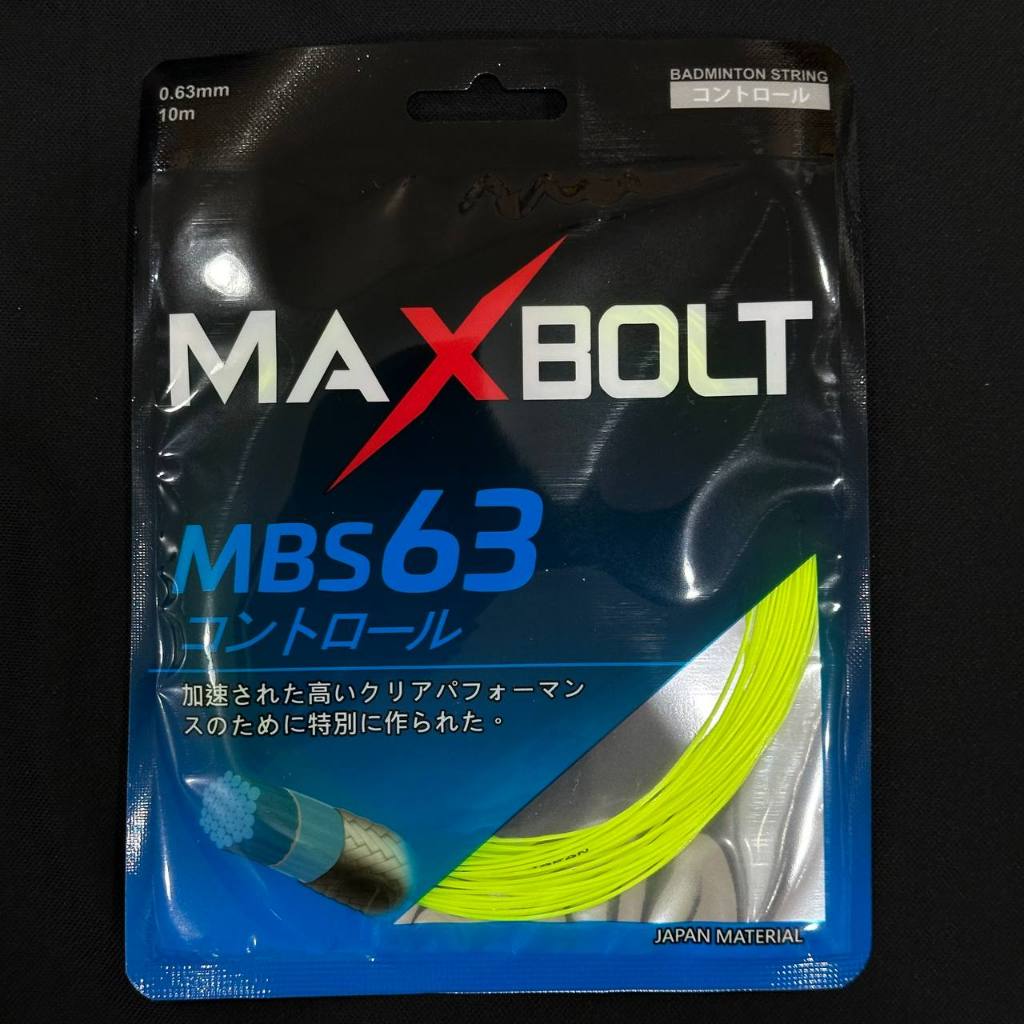 0.63mm
10m
BADMINTON STRING
コントロール
MAXBOLT
MBS63
コントロール
加速された高いクリアパフォーマン
スのために特別に作られた。
JAPAN
JAPAN MATERIAL